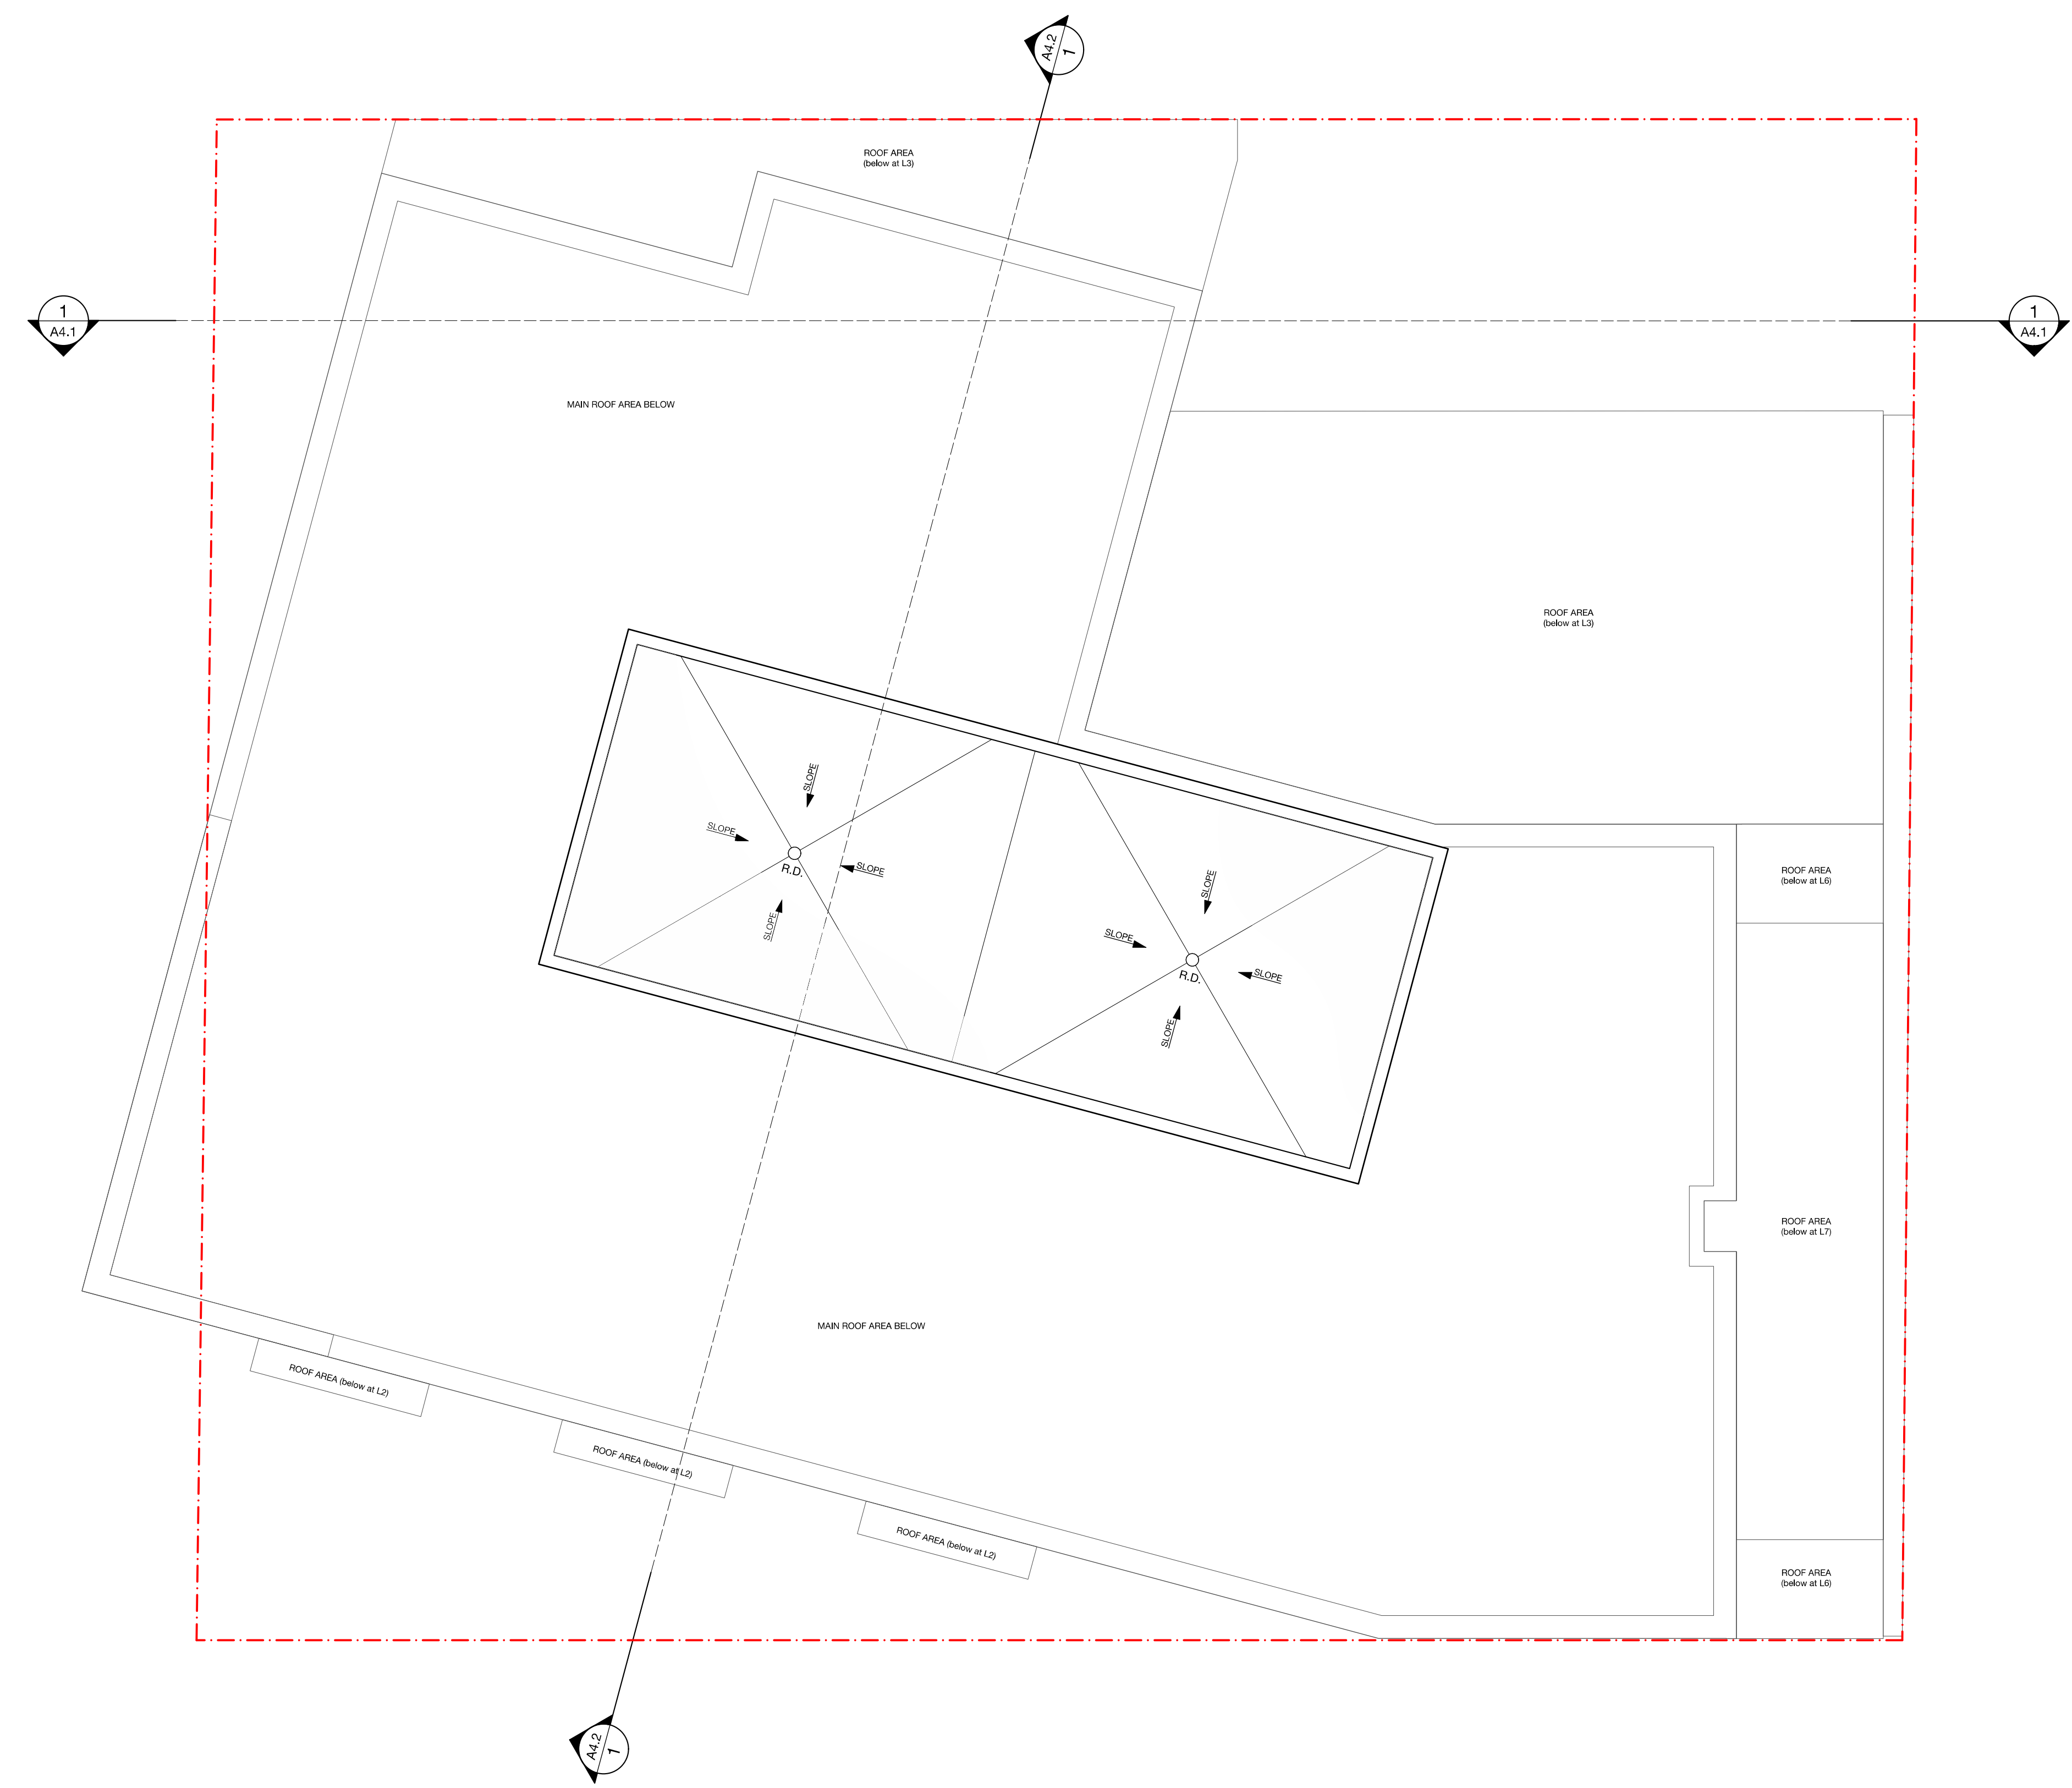 A4.2
1
ROOF AREA
(below at L3)
1
A4.1
1
A4.1
MAIN ROOF AREA BELOW
ROOF AREA
(below at L3)
SLOPE
SLOPE
SLOPE
R.D.
SLOPE
SLOPE
SLOPE
SLOPE
R.D.
SLOPE
ROOF AREA
(below at L6)
ROOF AREA
(below at L7)
MAIN ROOF AREA BELOW
ROOF AREA (below at L2)
ROOF AREA (below at L2)
ROOF AREA (below at L2)
ROOF AREA
(below at L6)
A4.2
1